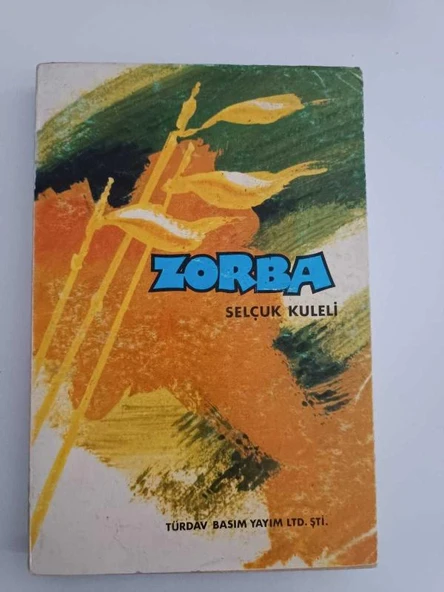 ZORBA
SELÇUK KULELİ
TÜRDAV BASIM YAYIM LTD. ŞTİ.